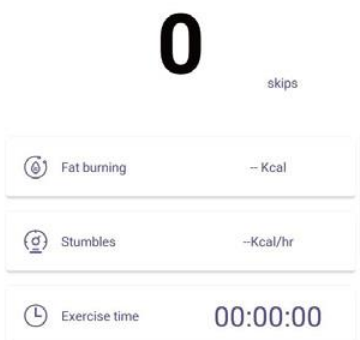 0
skips
Fat burning -- Kcal
Stumbles --Kcal/hr
Exercise time 00:00:00